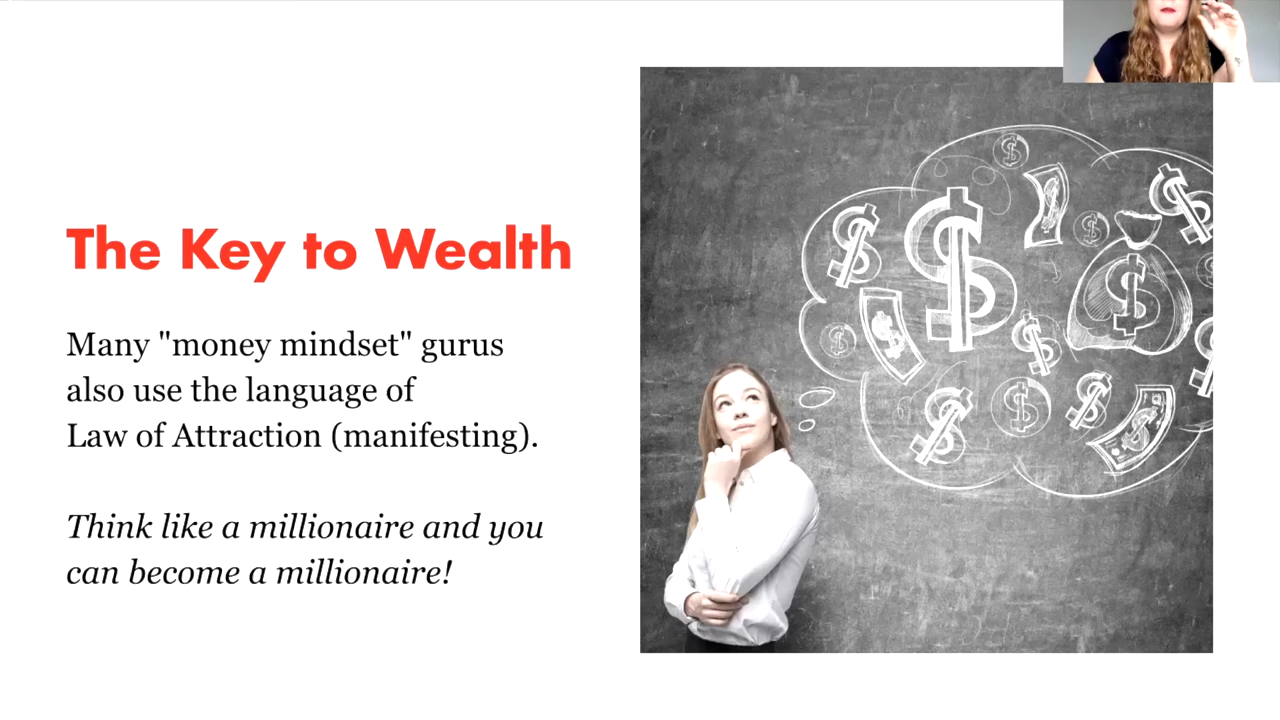 The Key to Wealth
Many "money mindset" gurus
also use the language of
Law of Attraction (manifesting).
Think like a millionaire and you
can become a millionaire!